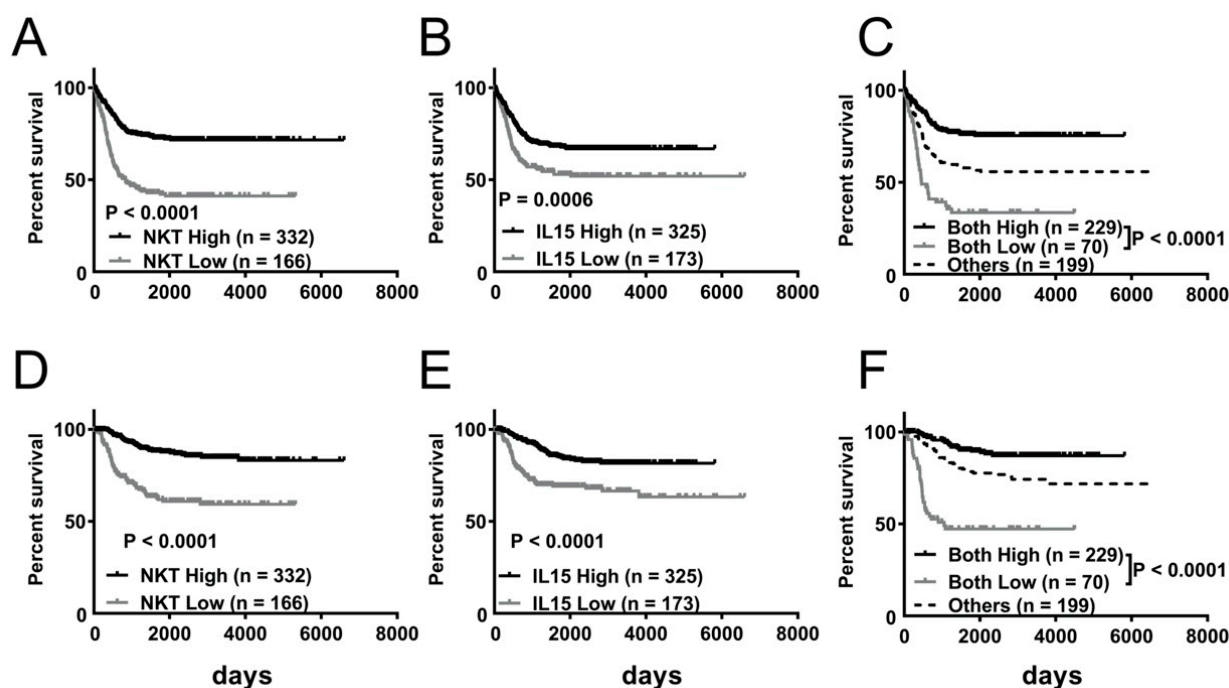 A
Percent survival
100
50
0
P < 0.0001
NKT High (n = 332)
NKT Low (n = 166)
0 2000 4000 6000 8000
B
Percent survival
100
50
0
P = 0.0006
IL15 High (n = 325)
IL15 Low (n = 173)
0 2000 4000 6000 8000
C
Percent survival
100
50
0
Both High (n = 229)
Both Low (n = 70)
Others (n = 199)
P < 0.0001
0 2000 4000 6000 8000
D
Percent survival
100
50
0
P < 0.0001
NKT High (n = 332)
NKT Low (n = 166)
0 2000 4000 6000 8000
days
E
Percent survival
100
50
0
P < 0.0001
IL15 High (n = 325)
IL15 Low (n = 173)
0 2000 4000 6000 8000
days
F
Percent survival
100
50
0
Both High (n = 229)
Both Low (n = 70)
Others (n = 199)
P < 0.0001
0 2000 4000 6000 8000
days